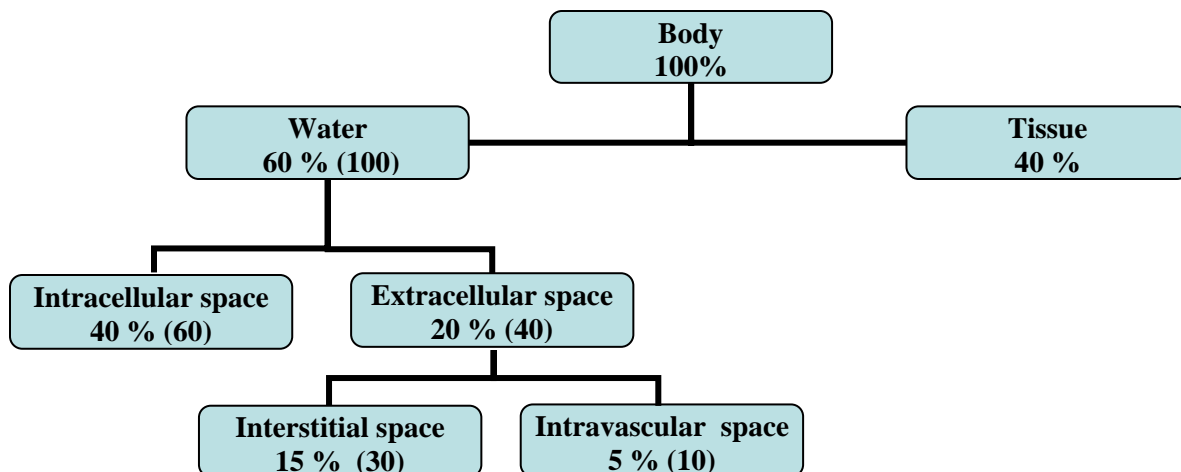 Body
100%
Water
60 % (100)
Tissue
40 %
Intracellular space
40 % (60)
Extracellular space
20 % (40)
Interstitial space
15 % (30)
Intravascular space
5 % (10)